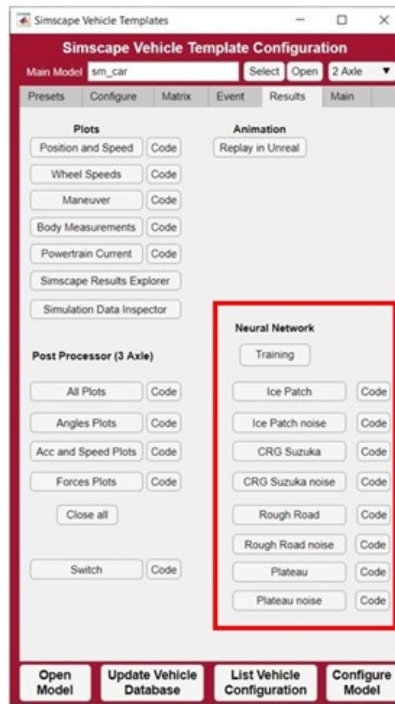 Simscape Vehicle Templates
Simscape Vehicle Template Configuration
Main Model sm_car Select Open 2 Axle
Presets Configure Matrix Event Results Main
Plots
Position and Speed Code
Wheel Speeds Code
Maneuver Code
Body Measurements Code
Powertrain Current Code
Simscape Results Explorer
Simulation Data Inspector
Animation
Replay in Unreal
Post Processor (3 Axle)
All Plots Code
Angles Plots Code
Acc and Speed Plots Code
Forces Plots Code
Close all
Switch Code
Neural Network
Training
Ice Patch Code
Ice Patch noise Code
CRG Suzuka Code
CRG Suzuka noise Code
Rough Road Code
Rough Road noise Code
Plateau Code
Plateau noise Code
Open
Model
Update Vehicle
Database
List Vehicle
Configuration
Configure
Model